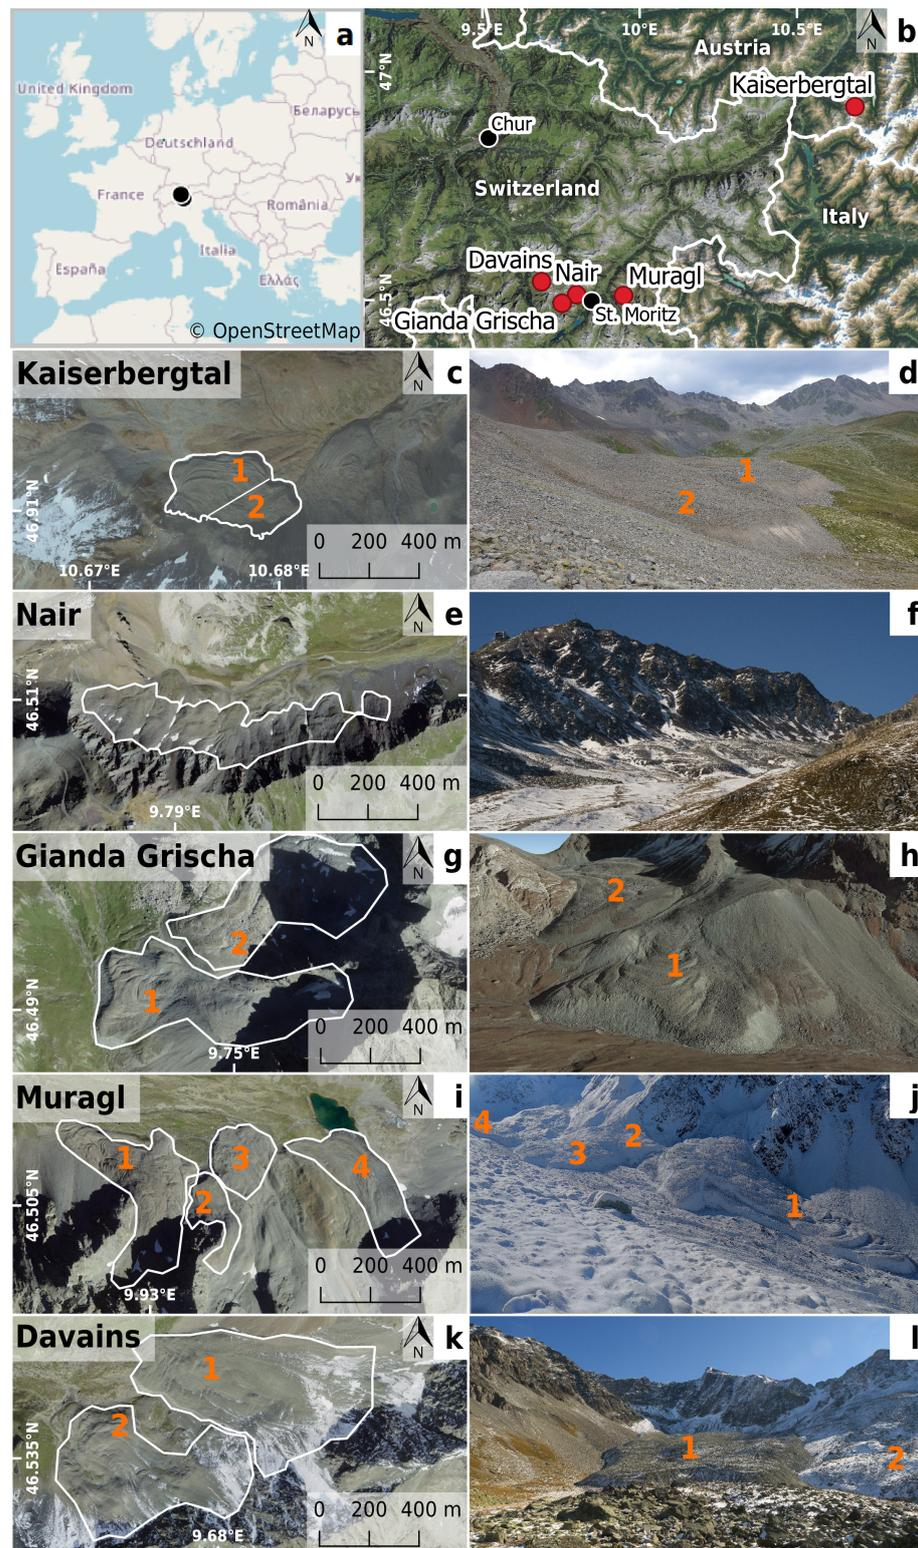 N
a
United Kingdom
Беларусь
Deutschland
France
România
Italia
España
Ελλάς
© OpenStreetMap
9.5°E
10°E
10.5°E
N
b
47°N
Austria
Kaiserbergtal
Chur
Switzerland
Italy
Davains
Nair
Muragl
46.5°N
Gianda Grischa
St. Moritz
Kaiserbergtal
N
c
1
2
46.91°N
0 200 400 m
10.67°E
10.68°E
d
1
2
Nair
N
e
46.51°N
0 200 400 m
9.79°E
f
Gianda Grischa
N
g
2
1
46.49°N
0 200 400 m
9.75°E
h
2
1
Muragl
N
i
1
3
4
2
46.505°N
0 200 400 m
9.93°E
j
4
2
3
1
Davains
N
k
1
2
46.535°N
0 200 400 m
9.68°E
l
1
2